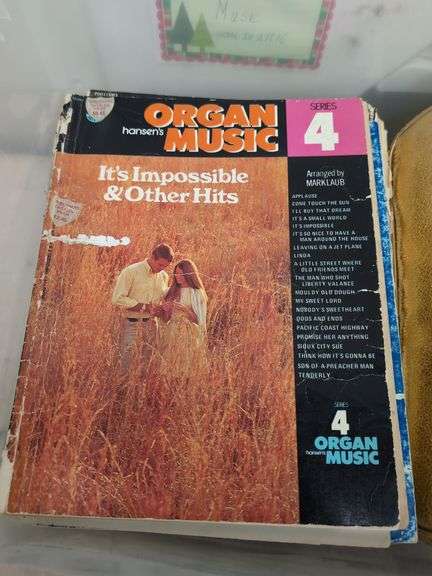 Music
ORGAN
hansen's MUSIC
SERIES
4
It's Impossible
& Other Hits
Arranged by
MARK LAUB
APPLAUSE
COME TOUCH THE SUN
I'LL BUY THAT DREAM
IT'S A SMALL WORLD
IT'S IMPOSSIBLE
IT'S SO NICE TO HAVE A
MAN AROUND THE HOUSE
LEAVING ON A JET PLANE
LINDA
A LITTLE STREET WHERE
OLD FRIENDS MEET
THE MAN WHO SHOT
LIBERTY VALANCE
MOULDY OLD DOUGH
MY SWEET LORD
NOBODY'S SWEETHEART
ODDS AND ENDS
PACIFIC COAST HIGHWAY
PROMISE HER ANYTHING
SIOUX CITY SUE
THINK HOW IT'S GONNA BE
SON OF A PREACHER MAN
TENDERLY
SERIES
4
ORGAN
hansen's MUSIC